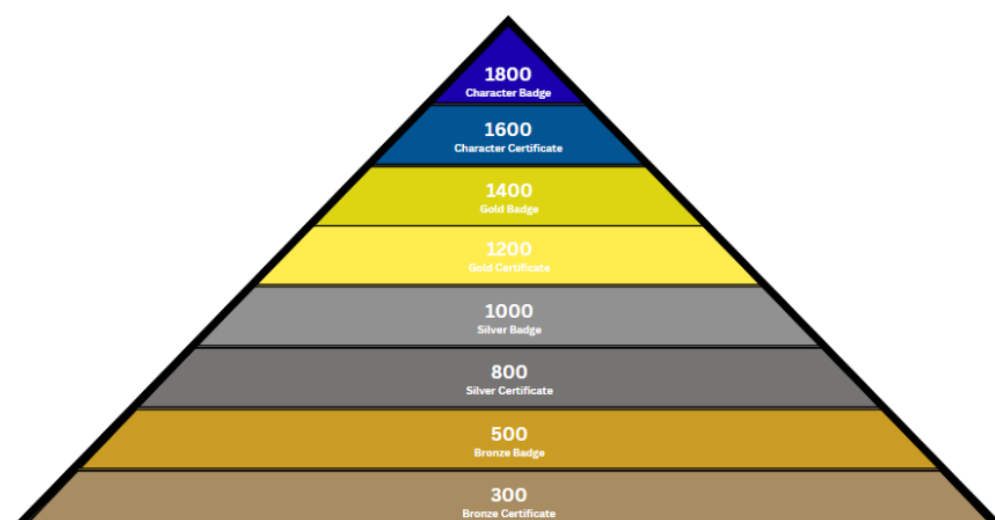 1800
Character Badge
1600
Character Certificate
1400
Gold Badge
1200
Gold Certificate
1000
Silver Badge
800
Silver Certificate
500
Bronze Badge
300
Bronze Certificate